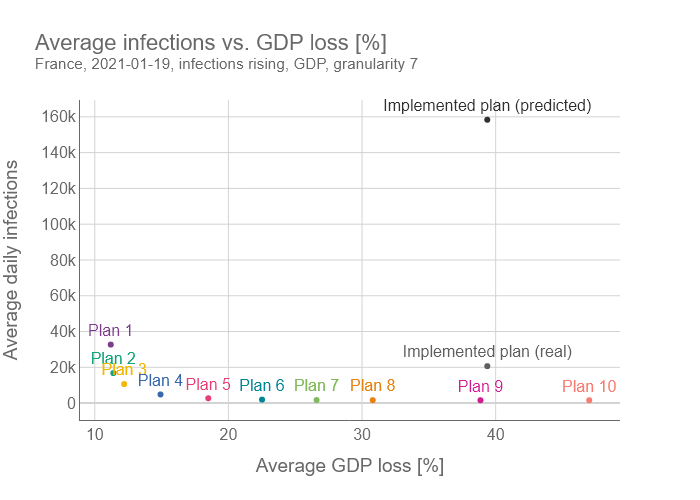 Average infections vs. GDP loss [%]
France, 2021-01-19, infections rising, GDP, granularity 7
Implemented plan (predicted)
160k
140k
120k
100k
80k
60k
40k
20k
0
Average daily infections
Plan 1
Plan 2
Plan 3
Plan 4
Plan 5
Plan 6
Plan 7
Plan 8
Implemented plan (real)
Plan 9
Plan 10
10
20
30
40
Average GDP loss [%]